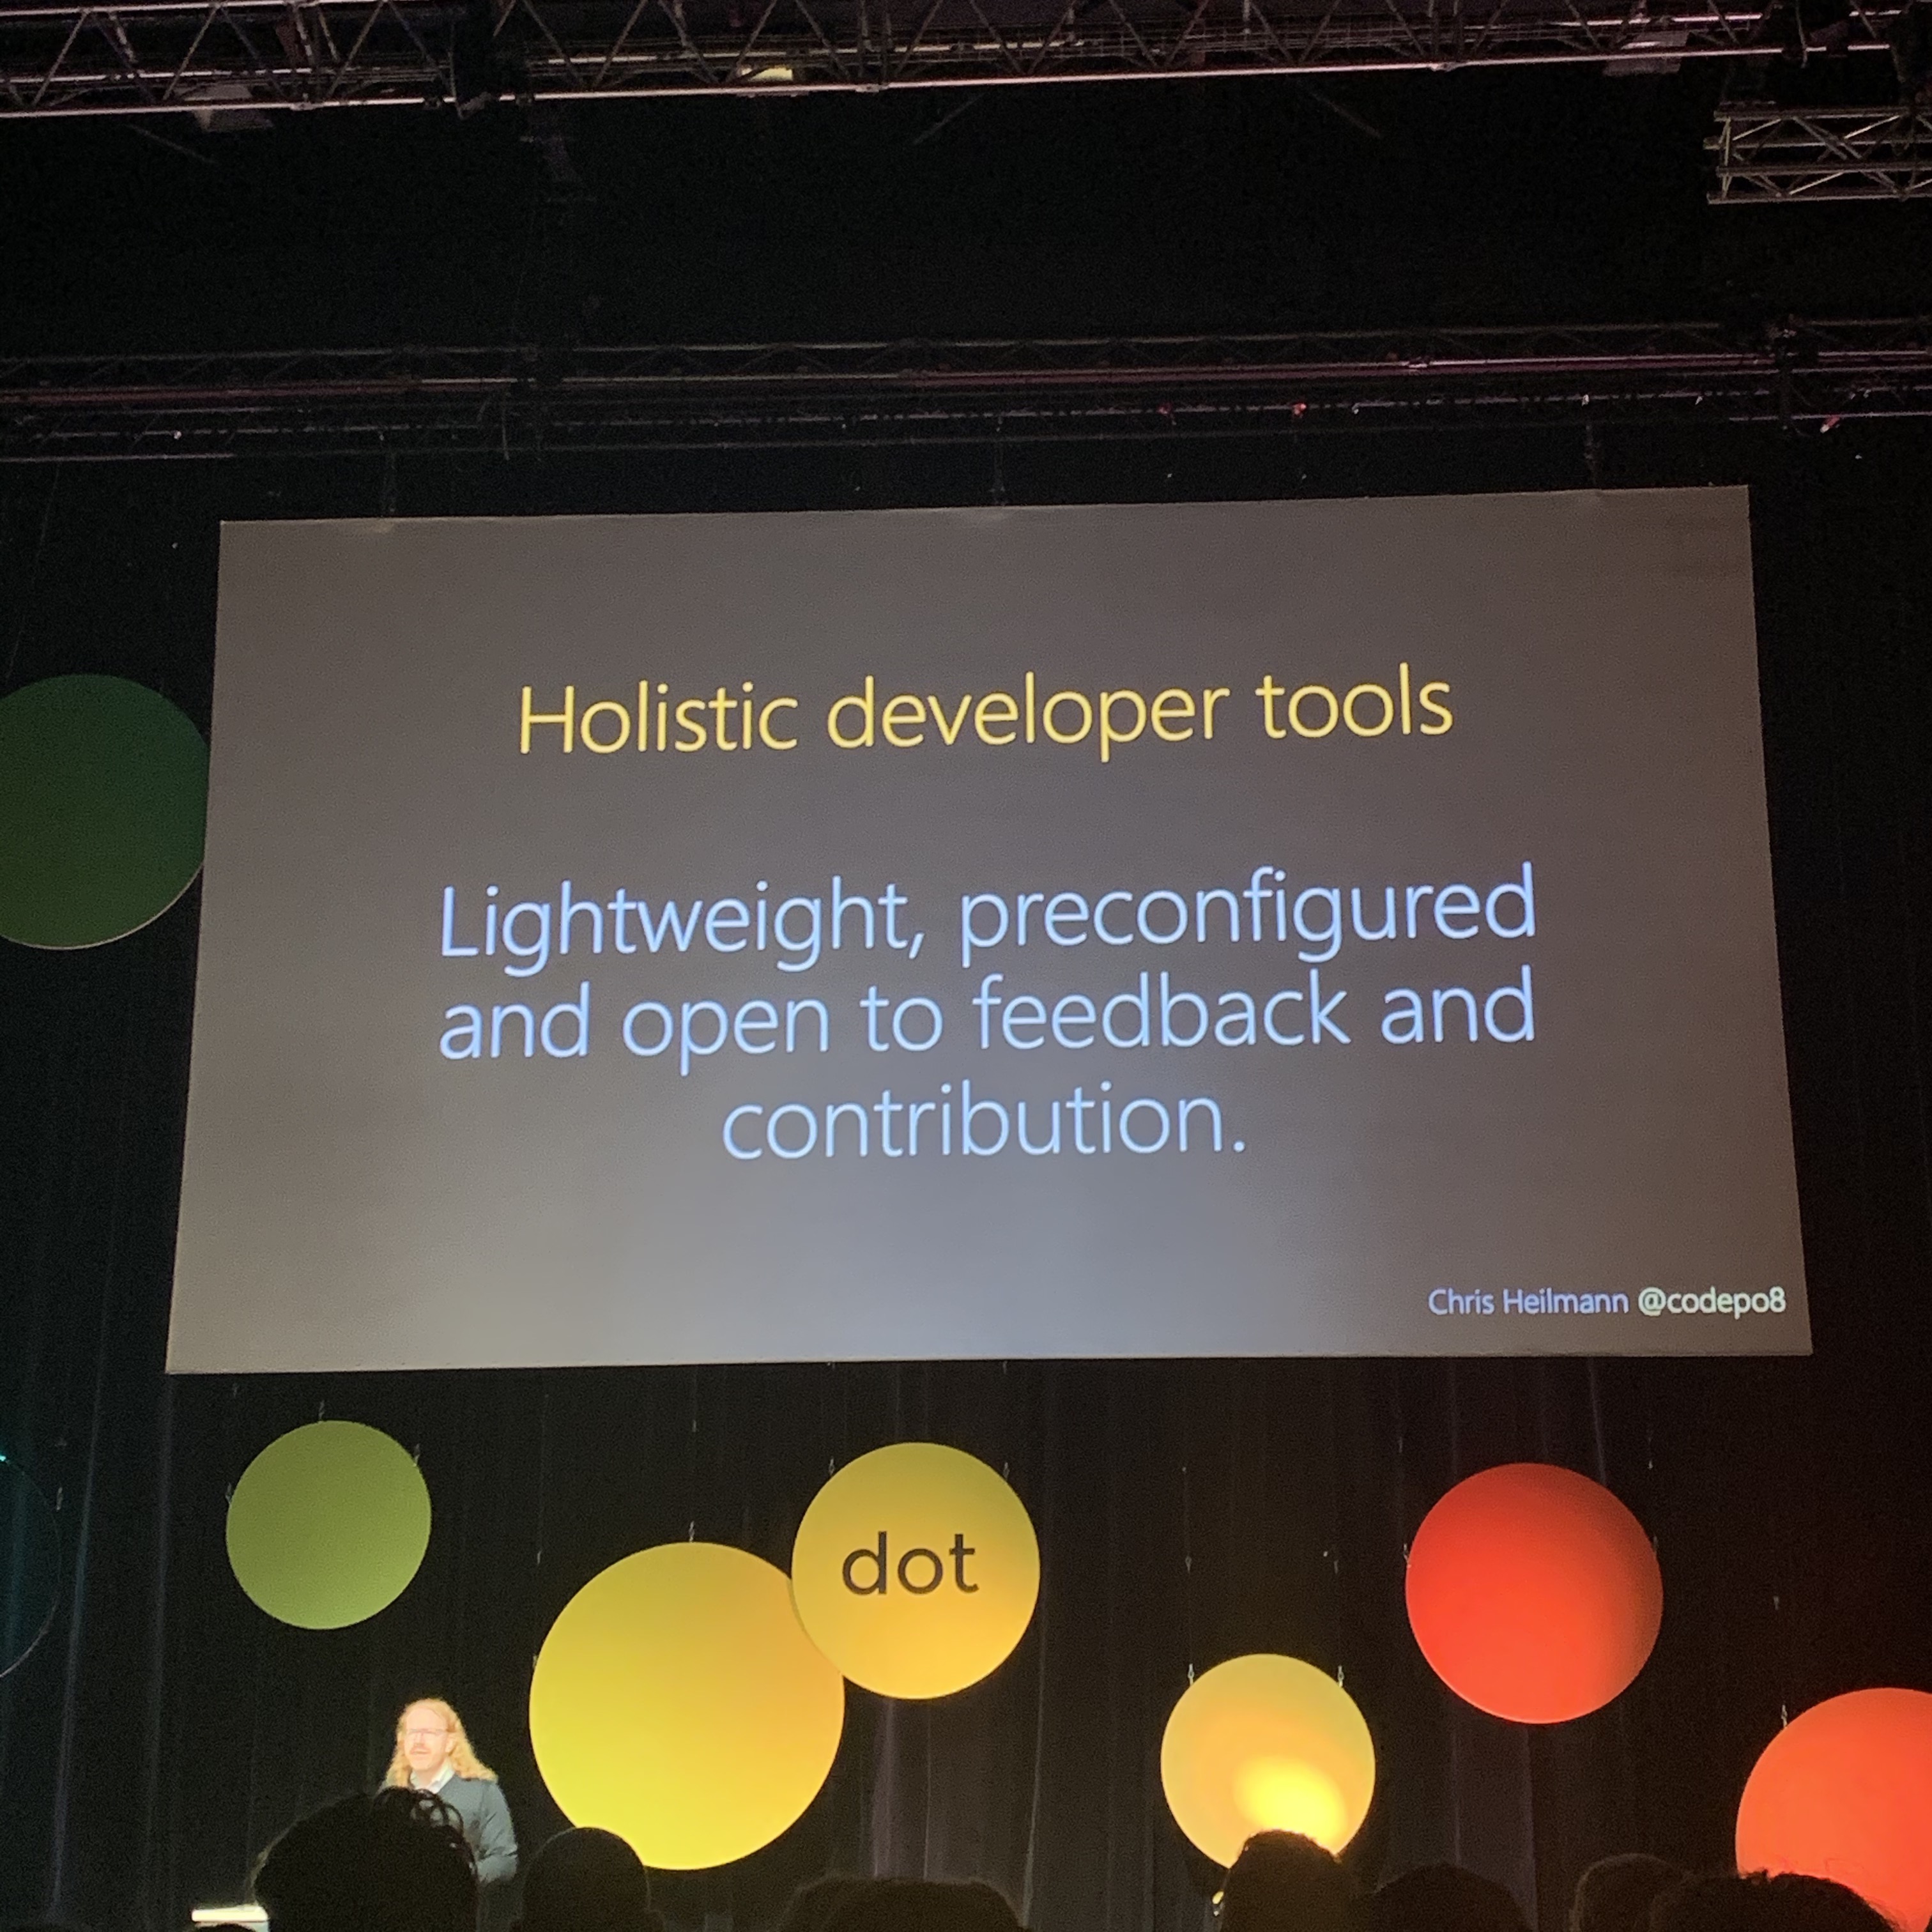 Holistic developer tools
Lightweight, preconfigured
and open to feedback and
contribution.
Chris Heilmann @codepo8
dot